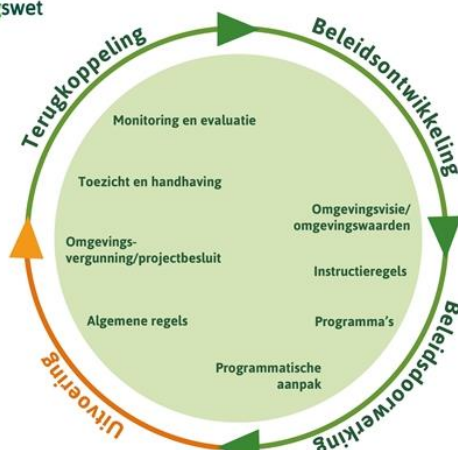 swet
Terugkoppeling
Beleidsontwikkeling
Monitoring en evaluatie
Toezicht en handhaving
Omgevingsvisie/
omgevingswaarden
Omgevings-
vergunning/projectbesluit
Instructieregels
Algemene regels
Programma's
Programmatische
aanpak
Uitvoering
Beleidsdoorwerking